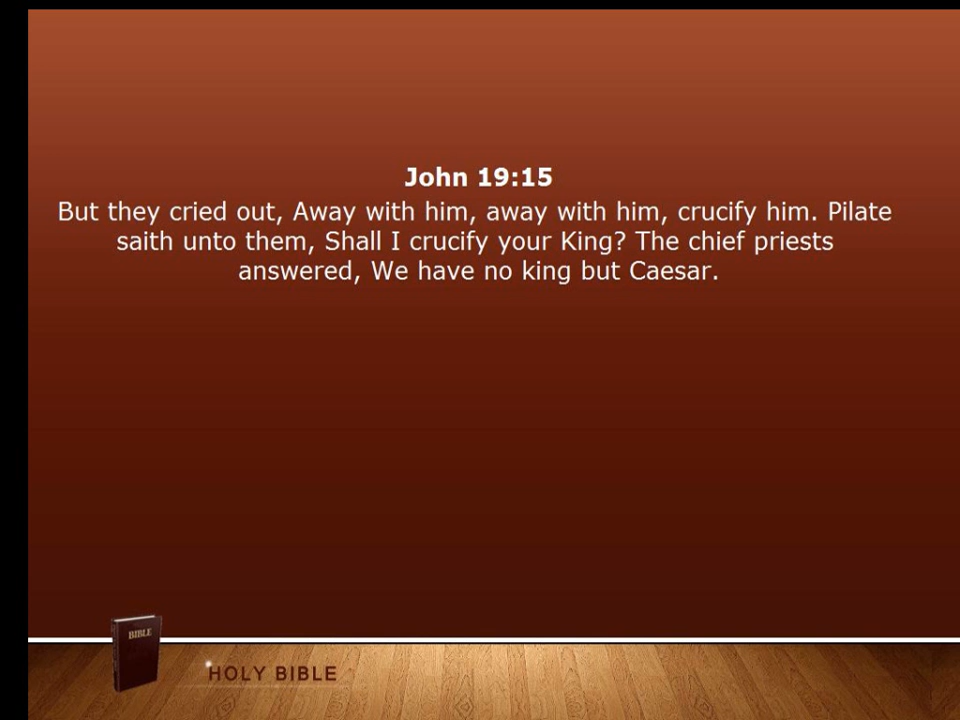 John 19:15
But they cried out, Away with him, away with him, crucify him. Pilate
saith unto them, Shall I crucify your King? The chief priests
answered, We have no king but Caesar.
BIBLE
HOLY BIBLE